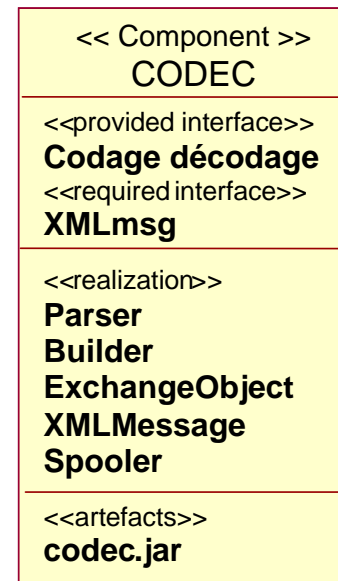 << Component >>
CODEC
<<provided interface>>
Codage décodage
<<required interface>>
XMLmsg
<<realization>>
Parser
Builder
ExchangeObject
XMLMessage
Spooler
<<artefacts>>
codec.jar